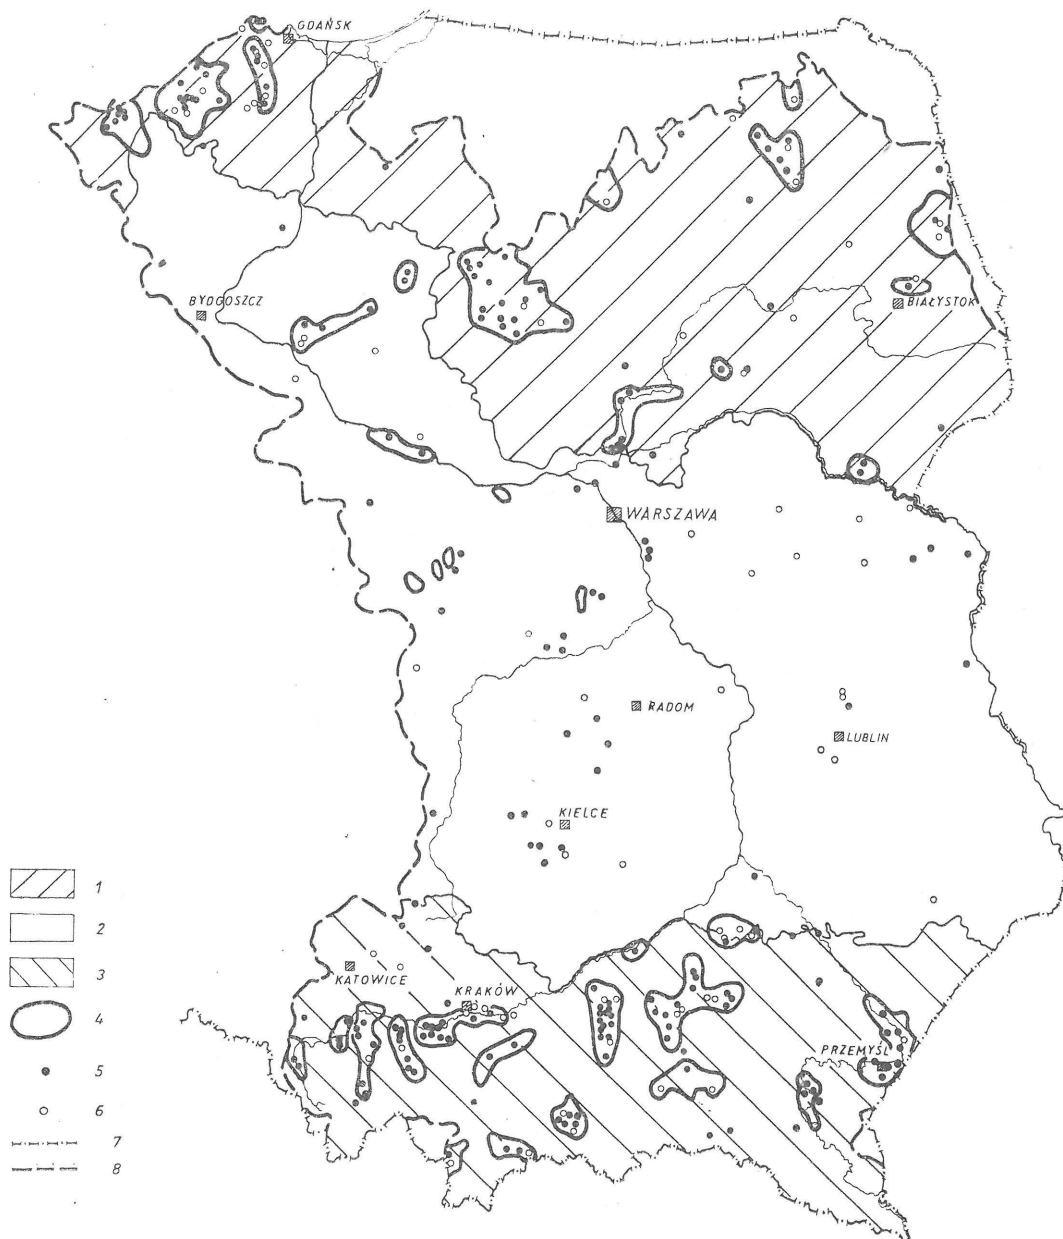 GDAŃSK
BYDGOSZCZ
BIAŁYSTOK
WARSZAWA
RADOM
LUBLIN
KIELCE
1
2
3
KATOWICE
KRAKÓW
4
PRZEMYŚL
5
6
7
8